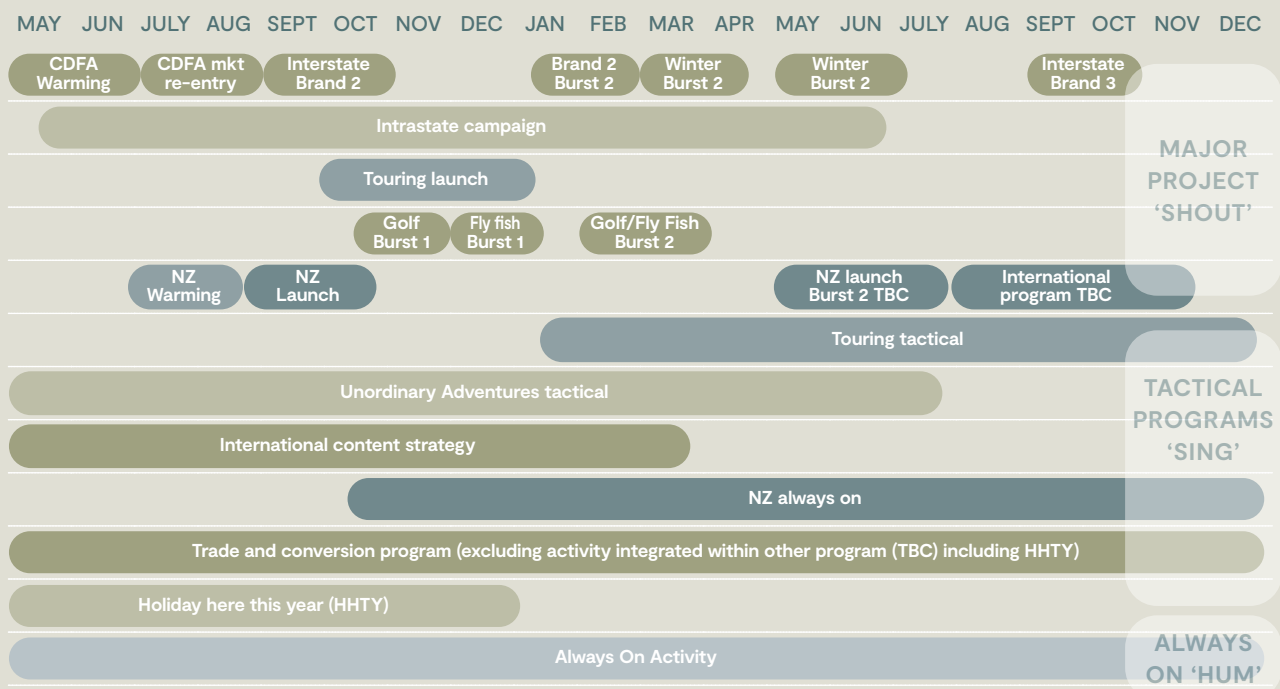 MAY JUN JULY AUG SEPT OCT NOV DEC JAN FEB MAR APR MAY JUN JULY AUG SEPT OCT NOV DEC
CDFA
Warming
CDFA mkt
re-entry
Interstate
Brand 2
Brand 2
Burst 2
Winter
Burst 2
Winter
Burst 2
Interstate
Brand 3
Intrastate campaign
Touring launch
Golf
Burst 1
Fly fish
Burst 1
Golf/Fly Fish
Burst 2
NZ
Warming
NZ
Launch
NZ launch
Burst 2 TBC
International
program TBC
MAJOR
PROJECT
‘SHOUT’
Touring tactical
Unordinary Adventures tactical
International content strategy
NZ always on
Trade and conversion program (excluding activity integrated within other program (TBC) including HHTY)
Holiday here this year (HHTY)
TACTICAL
PROGRAMS
‘SING’
Always On Activity
ALWAYS
ON ‘HUM’